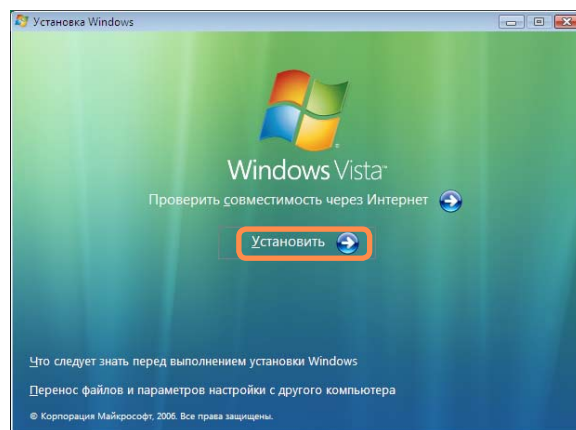 Установка Windows
Windows Vista™
Проверить совместимость через Интернет
Установить
Что следует знать перед выполнением установки Windows
Перенос файлов и параметров настройки с другого компьютера
© Корпорация Майкрософт, 2006. Все права защищены.